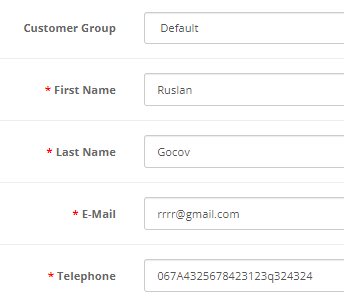 Customer Group Default
* First Name Ruslan
* Last Name Gocov
* E-Mail rrrr@gmail.com
* Telephone 067A4325678423123q324324